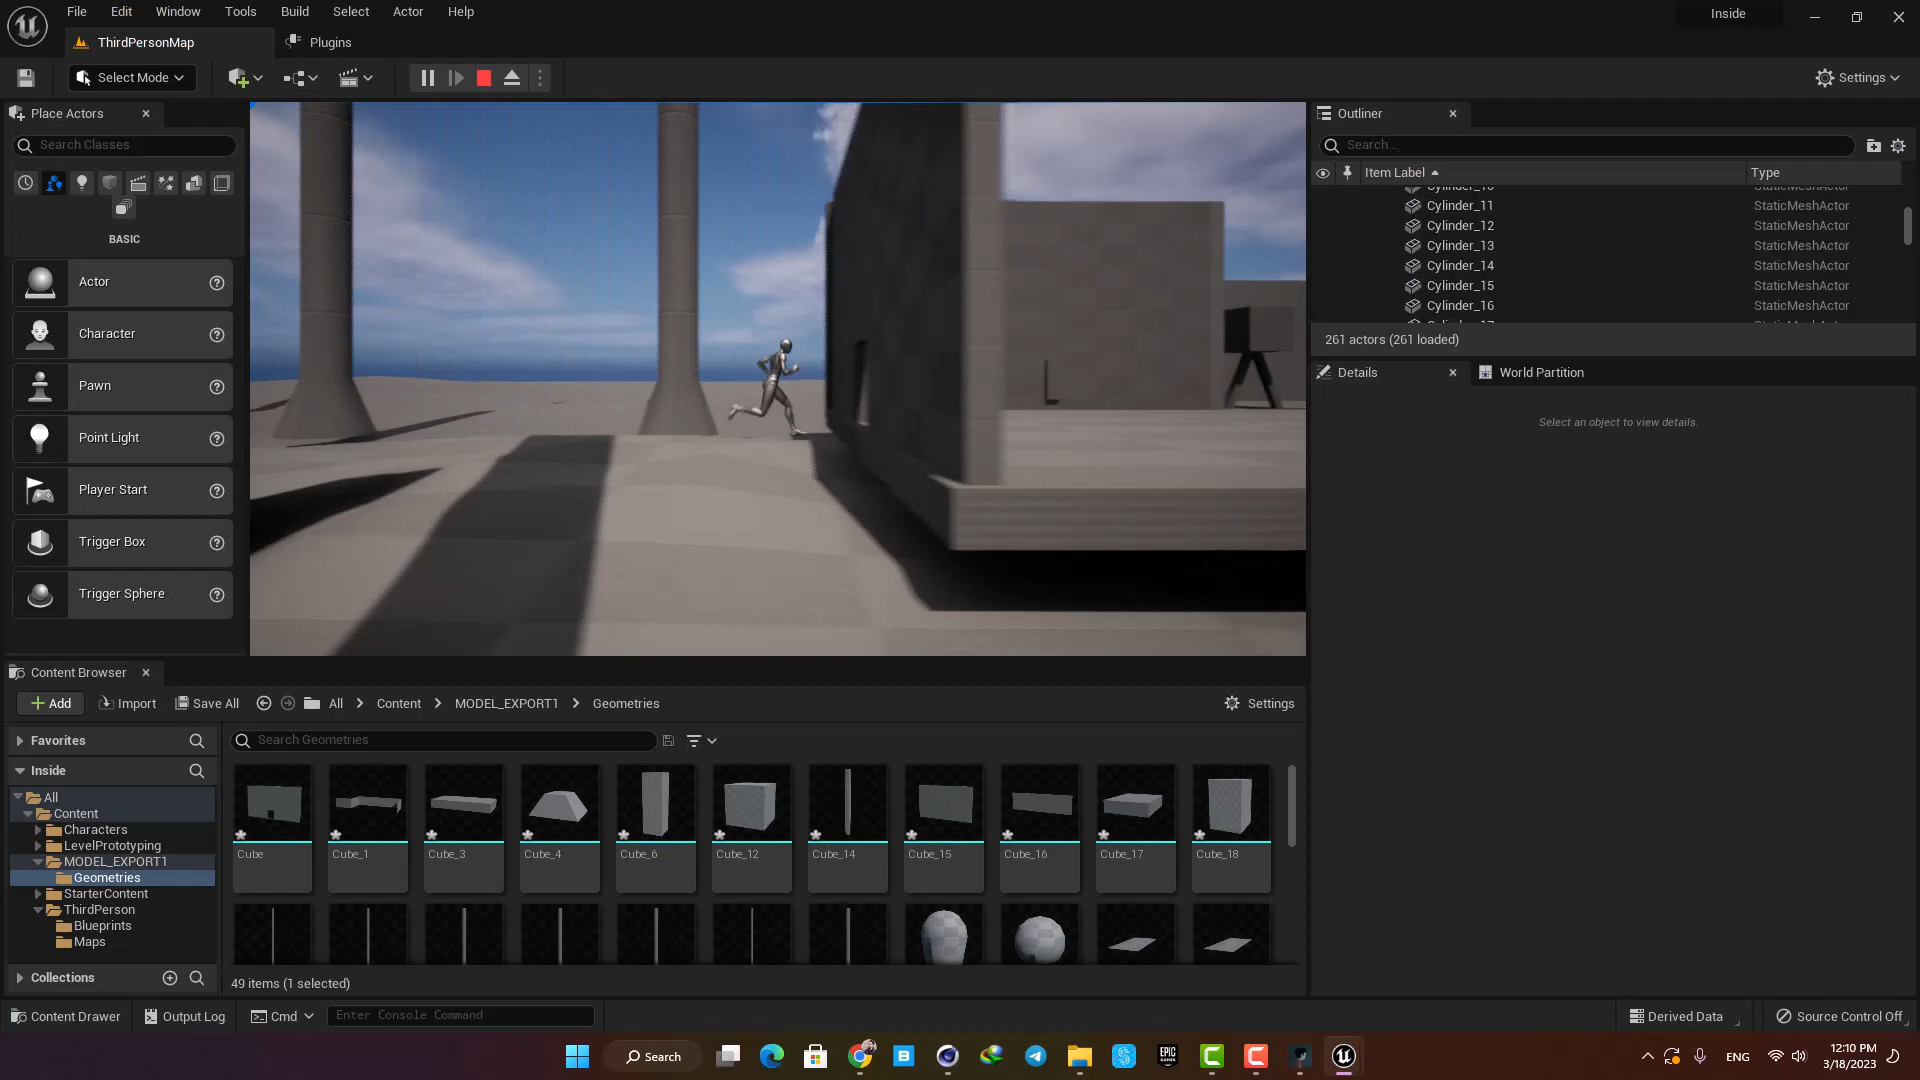 File Edit Window Tools Build Select Actor Help
Inside
ThirdPersonMap
Plugins
Select Mode
Settings
Place Actors
Search Classes
BASIC
Actor
Character
Pawn
Point Light
Player Start
Trigger Box
Trigger Sphere
Outliner
Search...
Item Label Type
Cylinder_11 StaticMeshActor
Cylinder_12 StaticMeshActor
Cylinder_13 StaticMeshActor
Cylinder_14 StaticMeshActor
Cylinder_15 StaticMeshActor
Cylinder_16 StaticMeshActor
261 actors (261 loaded)
Details
World Partition
Select an object to view details.
Content Browser
Add Import Save All All Content MODEL_EXPORT1 Geometries Settings
Favorites
Inside
All
Content
Characters
LevelPrototyping
MODEL_EXPORT1
Geometries
StarterContent
ThirdPerson
Blueprints
Maps
Collections
Search Geometries
Cube Cube_1 Cube_3 Cube_4 Cube_6 Cube_12 Cube_14 Cube_15 Cube_16 Cube_17 Cube_18
49 items (1 selected)
Content Drawer Output Log Cmd Enter Console Command Derived Data Source Control Off
Search
EPIC GAMES
ENG
12:10 PM
3/18/2023